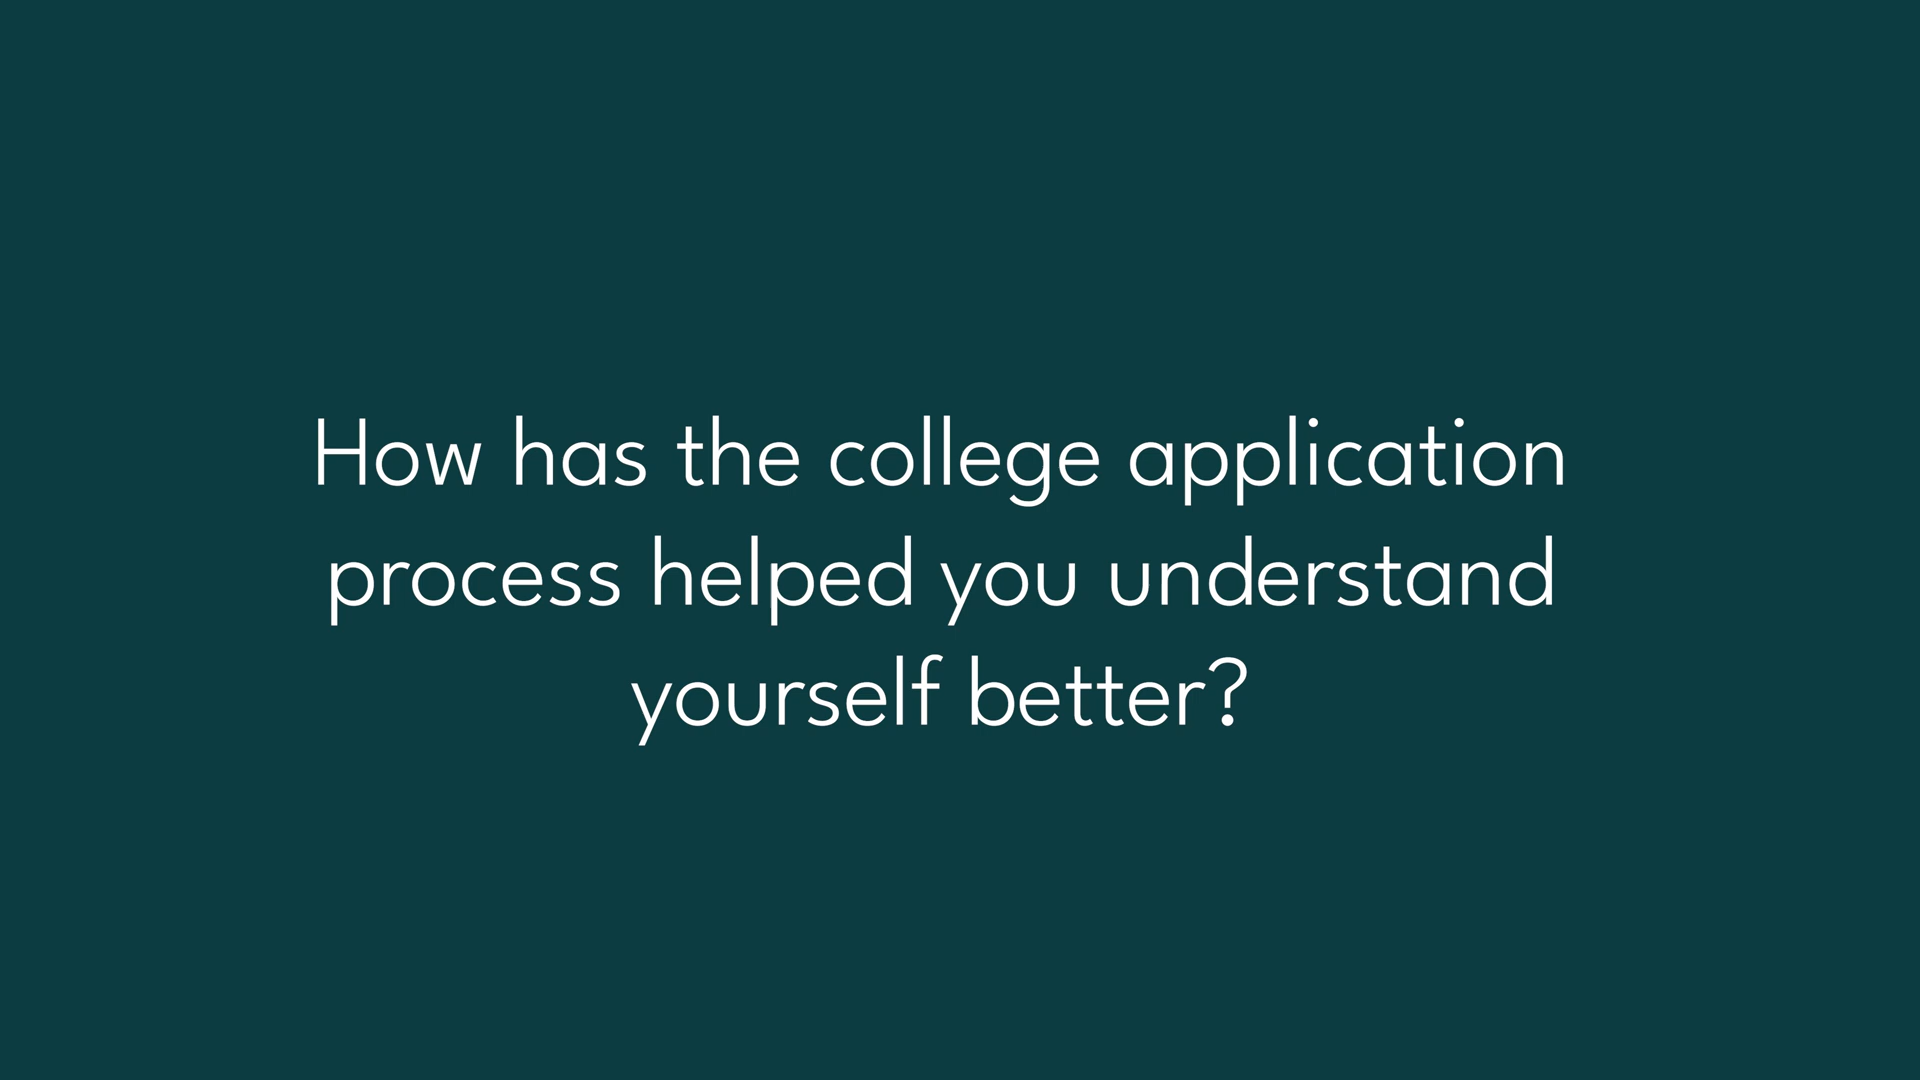 How has the college application
process helped you understand
yourself better?